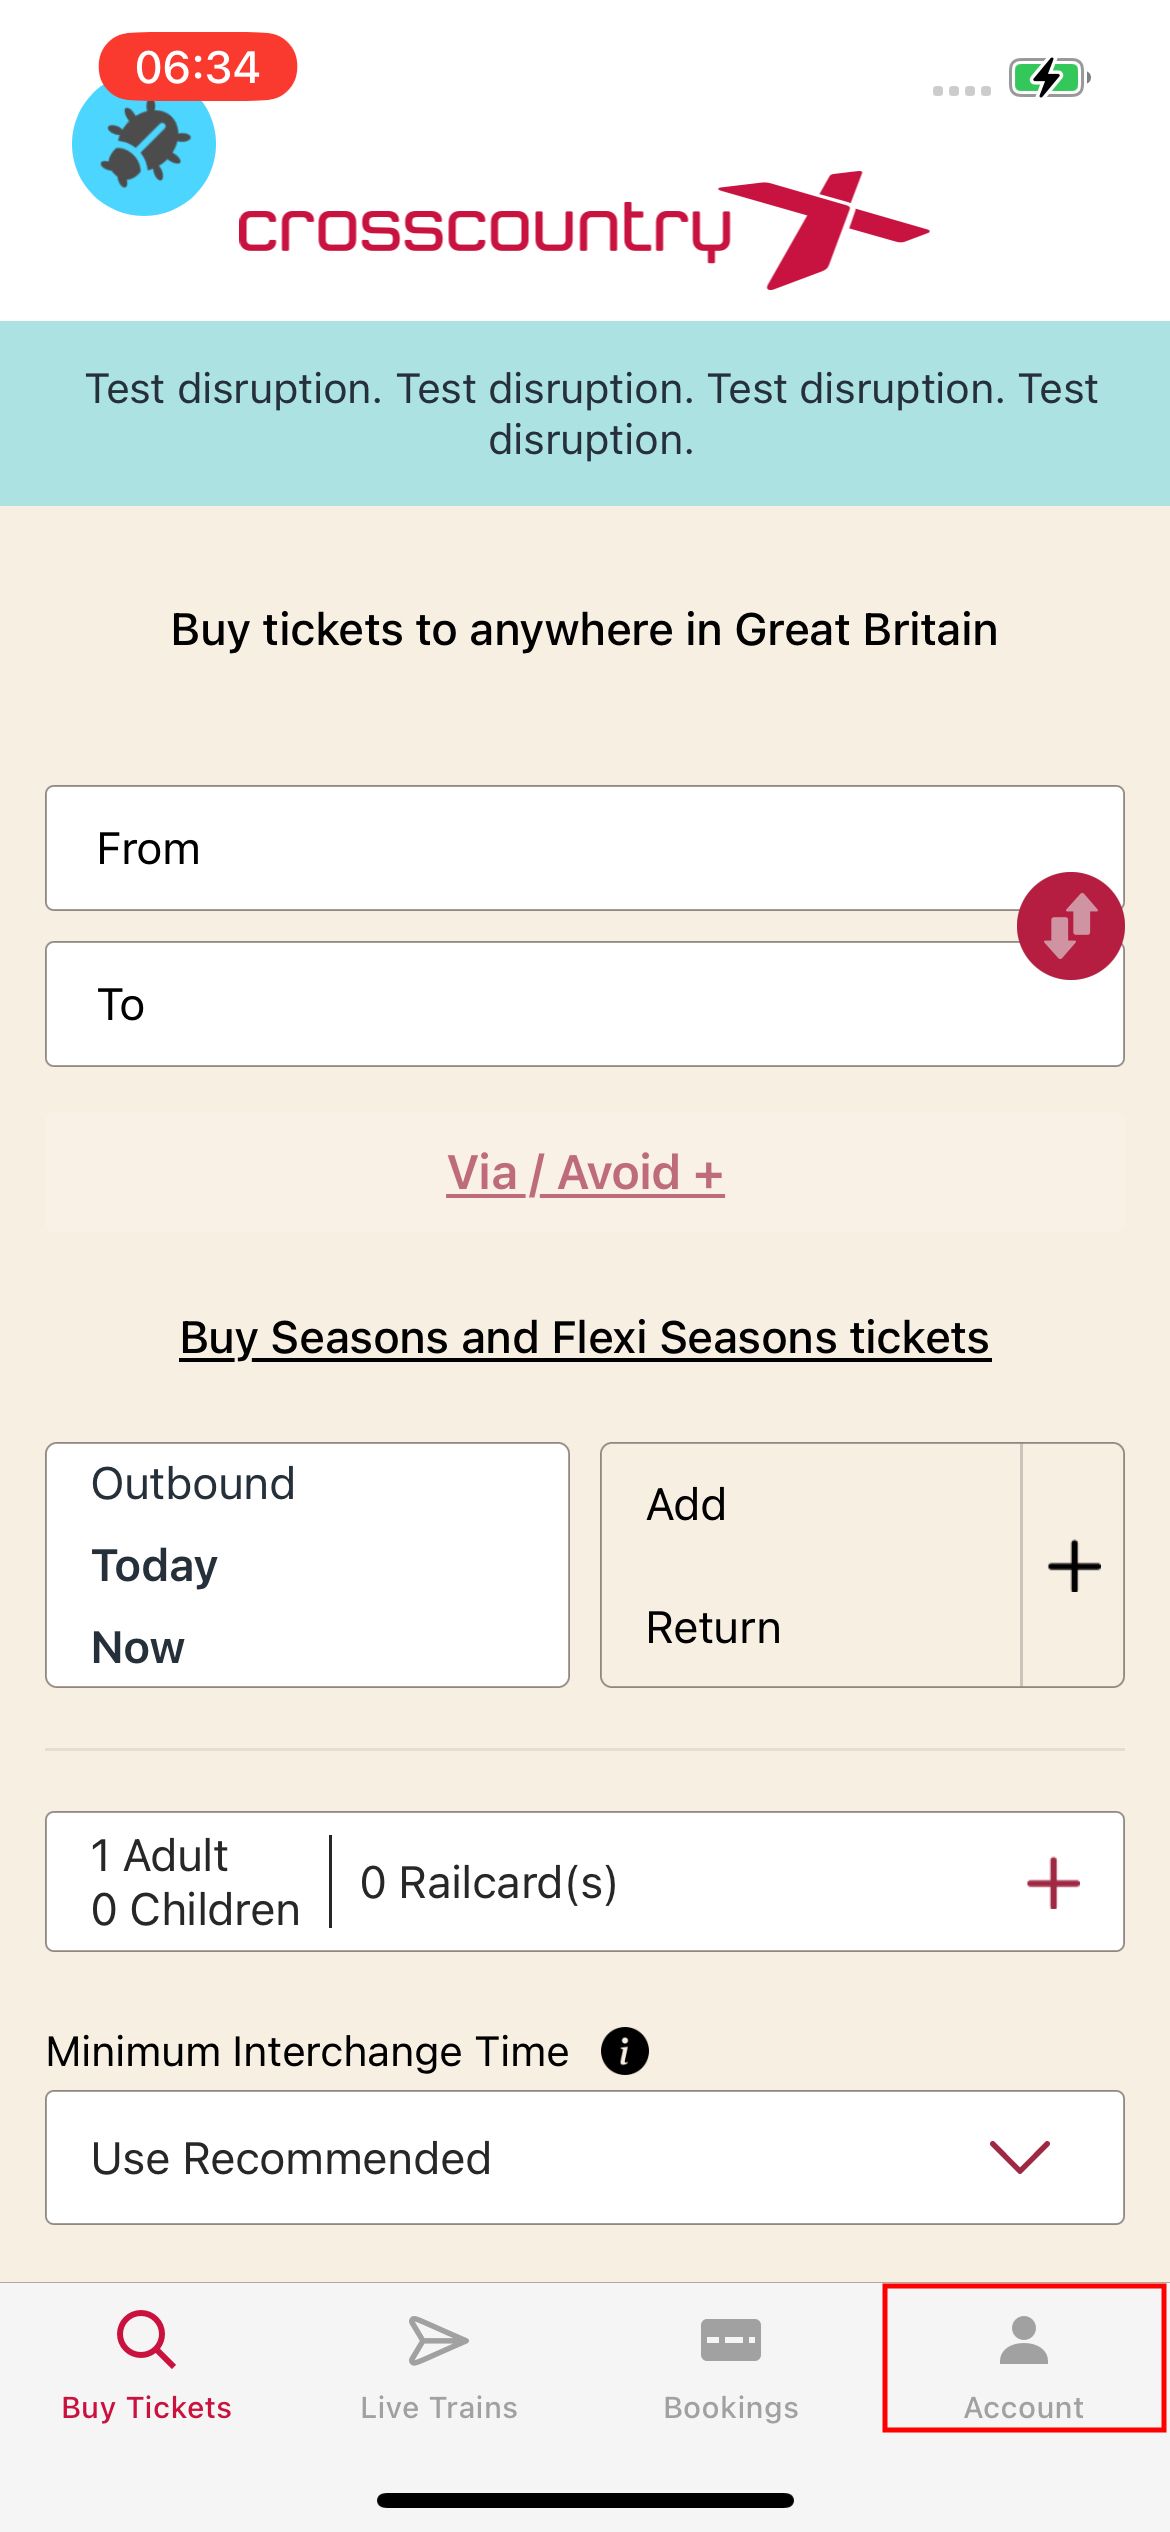 06:34
crosscountry
Test disruption. Test disruption. Test disruption. Test
disruption.
Buy tickets to anywhere in Great Britain
From
To
Via / Avoid +
Buy Seasons and Flexi Seasons tickets
Outbound
Today
Now
Add
Return
1 Adult
0 Children
0 Railcard(s)
Minimum Interchange Time
Use Recommended
Buy Tickets
Live Trains
Bookings
Account